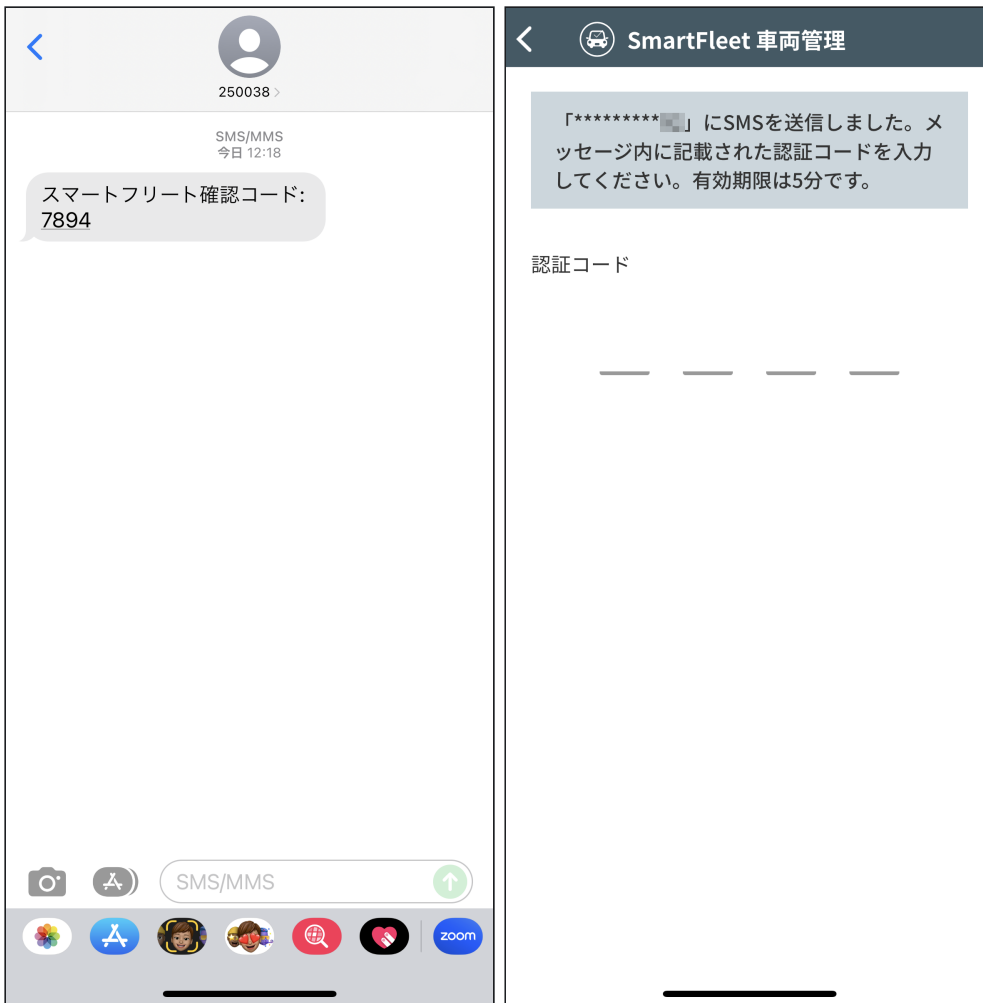 250038
SMS/MMS
今日 12:18
スマートフリート確認コード:
7894
SMS/MMS
zoom
SmartFleet 車両管理
「*********」にSMSを送信しました。メ
ッセージ内に記載された認証コードを入力
してください。有効期限は5分です。
認証コード